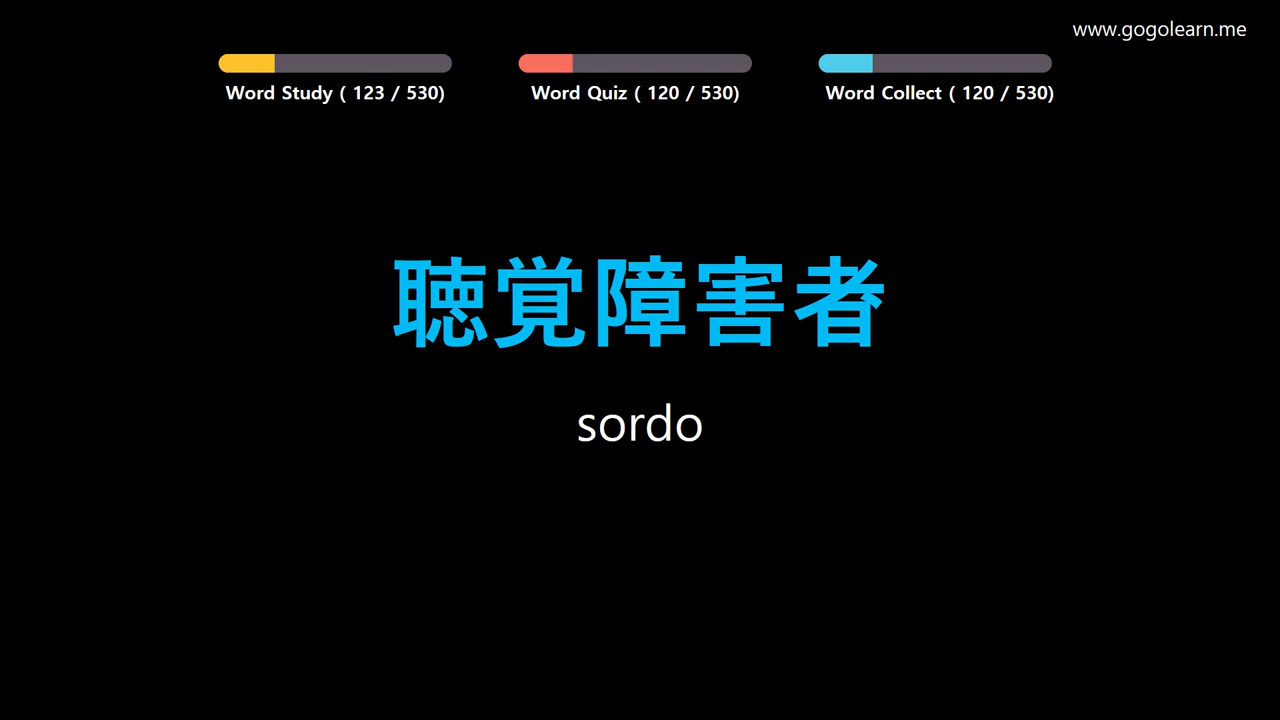 www.gogolearn.me
Word Study ( 123 / 530)
Word Quiz ( 120 / 530)
Word Collect ( 120 / 530)
聴覚障害者
sordo